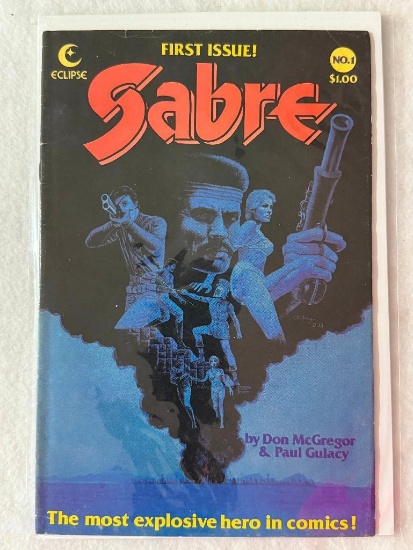 FIRST ISSUE!
ECLIPSE
NO.1
$1.00
Sabre
by Don McGregor
& Paul Gulacy
The most explosive hero in comics!